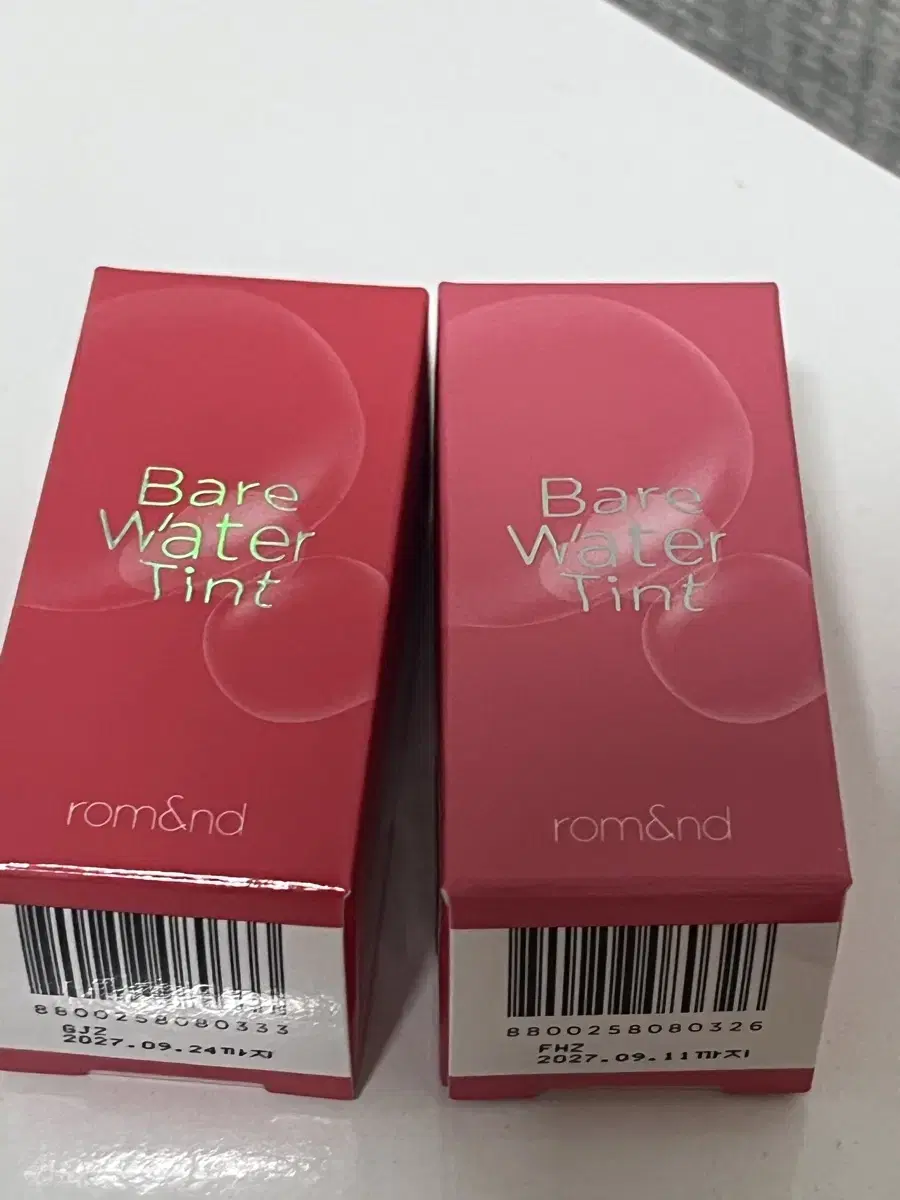 Bare
Water
Tint
rom&nd
8800258080333
GJZ
2027.09.24까지
Bare
Water
Tint
rom&nd
8800258080326
FHZ
2027.09.11까지